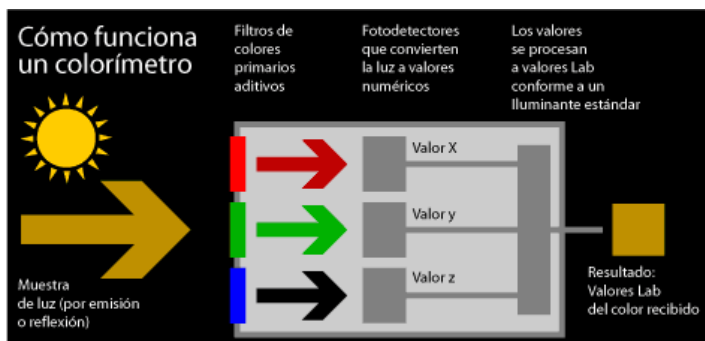 Cómo funciona
un colorímetro
Filtros de
colores
primarios
aditivos
Fotodetectores
que convierten
la luz a valores
numéricos
Los valores
se procesan
a valores Lab
conforme a un
Iluminante estándar
Valor X
Valor y
Valor z
Muestra
de luz (por emisión
o reflexión)
Resultado:
Valores Lab
del color recibido